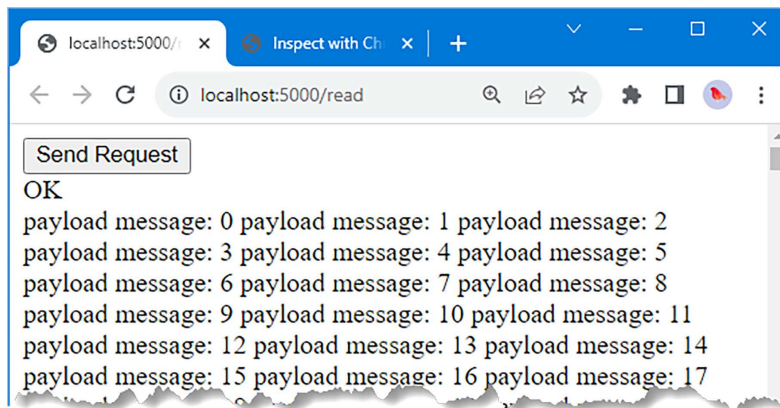 localhost:5000/r
Inspect with Ch
localhost:5000/read
Send Request
OK
payload message: 0 payload message: 1 payload message: 2
payload message: 3 payload message: 4 payload message: 5
payload message: 6 payload message: 7 payload message: 8
payload message: 9 payload message: 10 payload message: 11
payload message: 12 payload message: 13 payload message: 14
payload message: 15 payload message: 16 payload message: 17